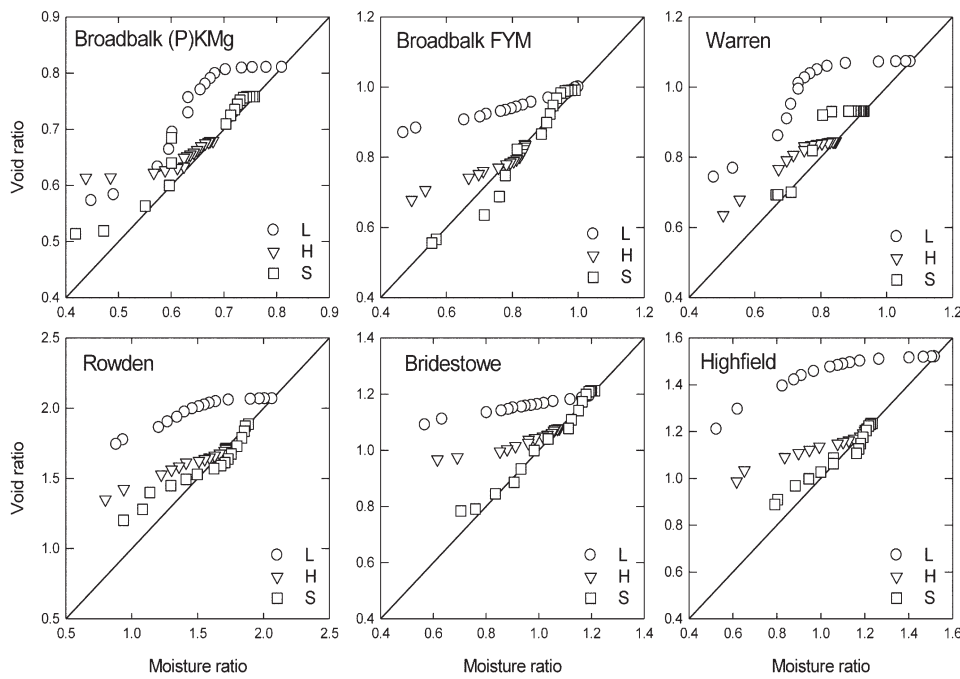 Broadbalk (P)KMg
Void ratio
0.9
0.8
0.7
0.6
0.5
0.4
0.4 0.5 0.6 0.7 0.8 0.9
L
H
S
Broadbalk FYM
1.2
1.0
0.8
0.6
0.4
0.4 0.6 0.8 1.0 1.2
L
H
S
Warren
1.2
1.0
0.8
0.6
0.4
0.4 0.6 0.8 1.0 1.2
L
H
S
Rowden
Void ratio
2.5
2.0
1.5
1.0
0.5
0.5 1.0 1.5 2.0 2.5
L
H
S
Moisture ratio
Bridestowe
1.4
1.2
1.0
0.8
0.6
0.4
0.4 0.6 0.8 1.0 1.2 1.4
L
H
S
Moisture ratio
Highfield
1.6
1.4
1.2
1.0
0.8
0.6
0.4
0.4 0.6 0.8 1.0 1.2 1.4 1.6
L
H
S
Moisture ratio